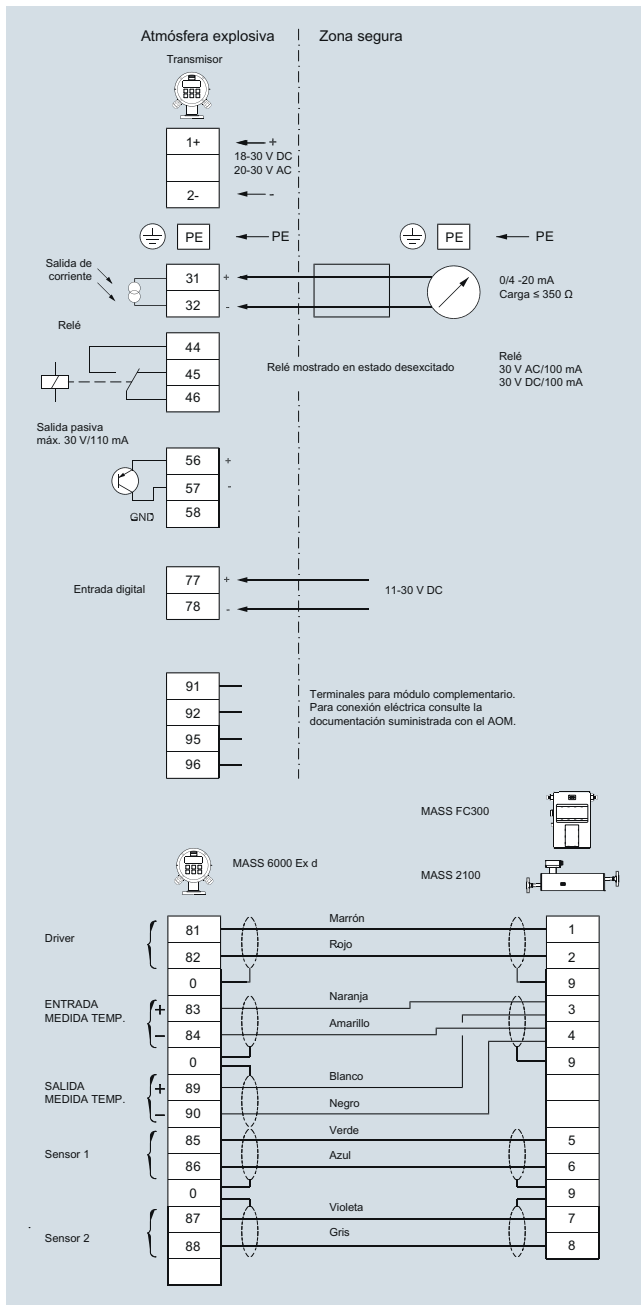 Atmósfera explosiva
Zona segura
Transmisor
1+
+
18-30 V DC
20-30 V AC
2-
-
PE
PE
PE
PE
Salida de
corriente
31
+
32
-
0/4 -20 mA
Carga ≤ 350 Ω
Relé
44
45
46
Relé mostrado en estado desexcitado
Relé
30 V AC/100 mA
30 V DC/100 mA
Salida pasiva
máx. 30 V/110 mA
56
+
57
-
GND
58
Entrada digital
77
+
78
-
11-30 V DC
91
92
95
96
Terminales para módulo complementario.
Para conexión eléctrica consulte la
documentación suministrada con el AOM.
MASS FC300
MASS 6000 Ex d
MASS 2100
Driver
81
Marrón
1
82
Rojo
2
0
9
ENTRADA
MEDIDA TEMP.
+
83
Naranja
3
−
84
Amarillo
4
0
9
SALIDA
MEDIDA TEMP.
+
89
Blanco
−
90
Negro
Sensor 1
85
Verde
5
86
Azul
6
0
9
Sensor 2
87
Violeta
7
88
Gris
8